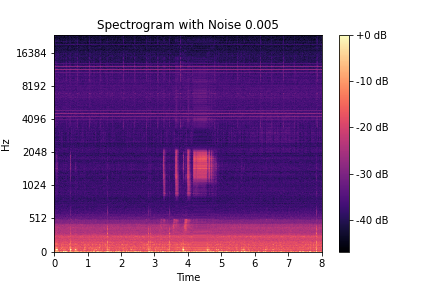 Spectrogram with Noise 0.005
Hz
16384
8192
4096
2048
1024
512
0
0 1 2 3 4 5 6 7 8
Time
+0 dB
-10 dB
-20 dB
-30 dB
-40 dB